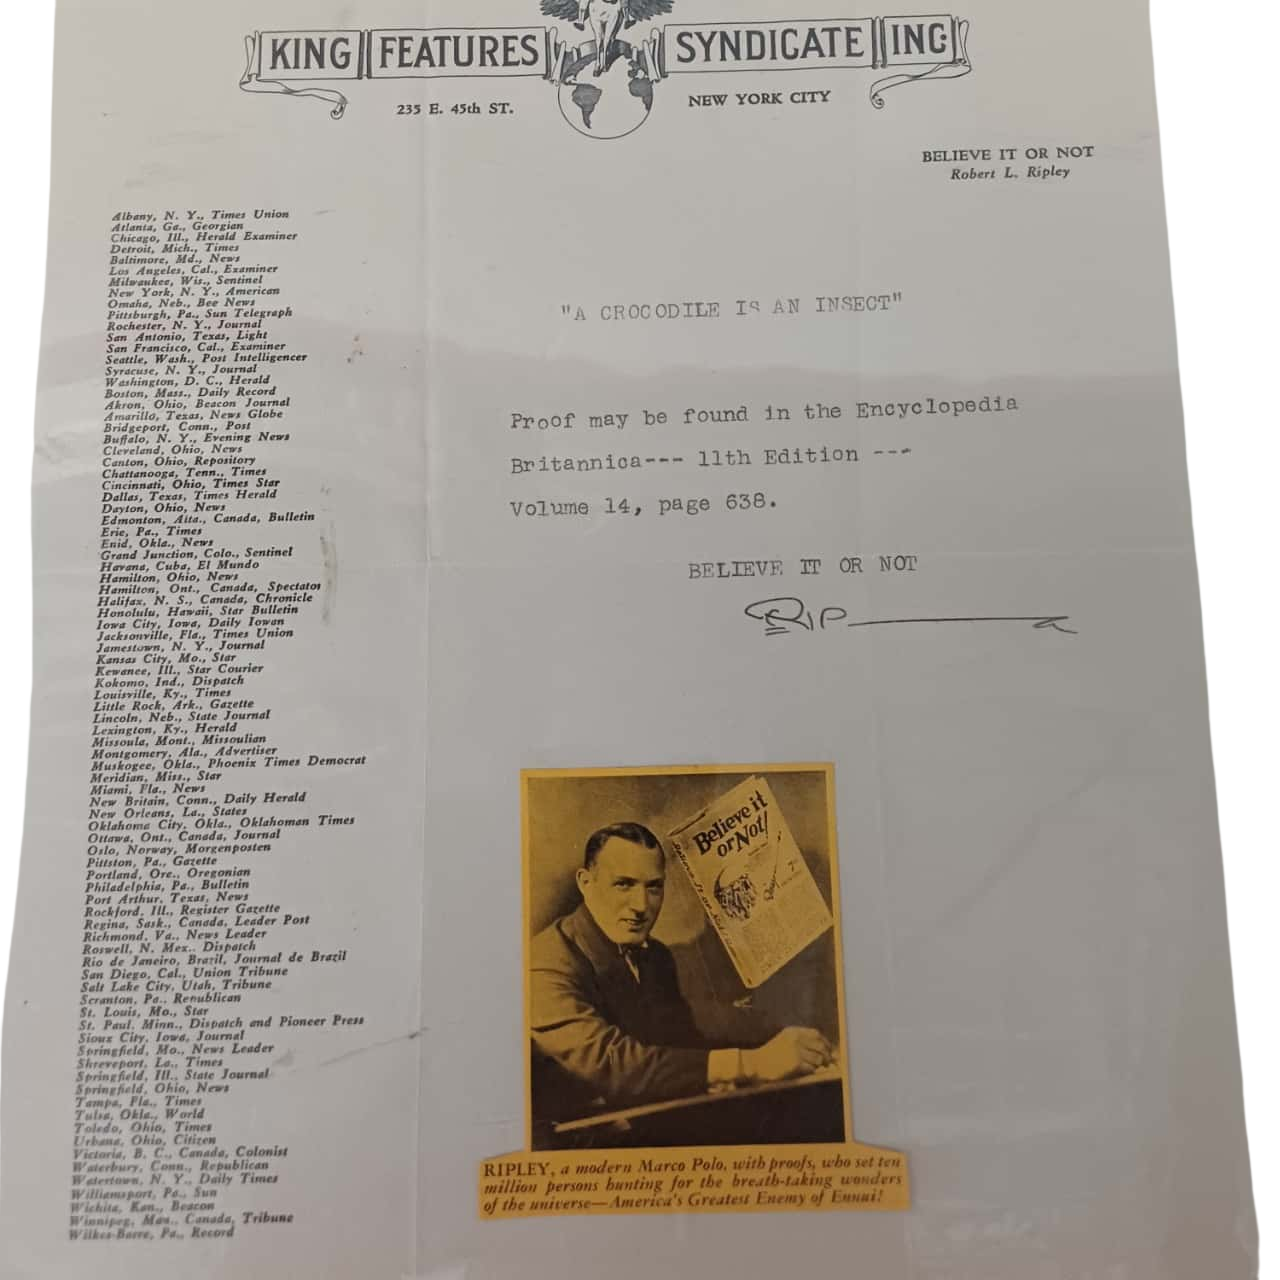 KING FEATURES SYNDICATE INC
235 E. 45th ST. NEW YORK CITY
BELIEVE IT OR NOT
Robert L. Ripley
Albany, N. Y., Times Union
Atlanta, Ga., Georgian
Chicago, Ill., Herald Examiner
Detroit, Mich., Times
Baltimore, Md., News
Los Angeles, Cal., Examiner
Milwaukee, Wis., Sentinel
New York, N. Y., American
Omaha, Neb., Bee News
Pittsburgh, Pa., Sun Telegraph
Rochester, N. Y., Journal
San Antonio, Texas, Light
San Francisco, Cal., Examiner
Seattle, Wash., Post Intelligencer
Syracuse, N. Y., Journal
Washington, D. C., Herald
Boston, Mass., Daily Record
Akron, Ohio, Beacon Journal
Amarillo, Texas, News Globe
Bridgeport, Conn., Post
Buffalo, N. Y., Evening News
Cleveland, Ohio, News
Canton, Ohio, Repository
Chattanooga, Tenn., Times
Cincinnati, Ohio, Times Star
Dallas, Texas, Times Herald
Dayton, Ohio, News
Edmonton, Alta., Canada, Bulletin
Erie, Pa., Times
Enid, Okla., News
Grand Junction, Colo., Sentinel
Havana, Cuba, El Mundo
Hamilton, Ohio, News
Hamilton, Ont., Canada, Spectator
Halifax, N. S., Canada, Chronicle
Honolulu, Hawaii, Star Bulletin
Iowa City, Iowa, Daily Iowan
Jacksonville, Fla., Times Union
Jamestown, N. Y., Journal
Kansas City, Mo., Star
Kewanee, Ill., Star Courier
Kokomo, Ind., Dispatch
Louisville, Ky., Times
Little Rock, Ark., Gazette
Lincoln, Neb., State Journal
Lexington, Ky., Herald
Missoula, Mont., Missoulian
Montgomery, Ala., Advertiser
Muskogee, Okla., Phoenix Times Democrat
Meridian, Miss., Star
Miami, Fla., News
New Britain, Conn., Daily Herald
New Orleans, La., States
Oklahoma City, Okla., Oklahoman Times
Ottawa, Ont., Canada, Journal
Oslo, Norway, Morgenposten
Pittston, Pa., Gazette
Portland, Ore., Oregonian
Philadelphia, Pa., Bulletin
Port Arthur, Texas, News
Rockford, Ill., Register Gazette
Regina, Sask., Canada, Leader Post
Richmond, Va., News Leader
Roswell, N. Mex., Dispatch
Rio de Janeiro, Brazil, Journal de Brazil
San Diego, Cal., Union Tribune
Salt Lake City, Utah, Tribune
Scranton, Pa., Republican
St. Louis, Mo., Star
St. Paul, Minn., Dispatch and Pioneer Press
Sioux City, Iowa, Journal
Springfield, Mo., News Leader
Shreveport, La., Times
Springfield, Ill., State Journal
Springfield, Ohio, News
Tampa, Fla., Times
Tulsa, Okla., World
Toledo, Ohio, Times
Urbana, Ohio, Citizen
Victoria, B. C., Canada, Colonist
Waterbury, Conn., Republican
Watertown, N. Y., Daily Times
Williamsport, Pa., Sun
Wichita, Kan., Beacon
Winnipeg, Man., Canada, Tribune
Wilkes-Barre, Pa., Record
"A CROCODILE IS AN INSECT"
Proof may be found in the Encyclopedia
Britannica--- 11th Edition ---
Volume 14, page 638.
BELIEVE IT OR NOT
RIP
Believe it
or Not!
RIPLEY, a modern Marco Polo, with proofs, who set ten
million persons hunting for the breath-taking wonders
of the universe—America's Greatest Enemy of Ennui!